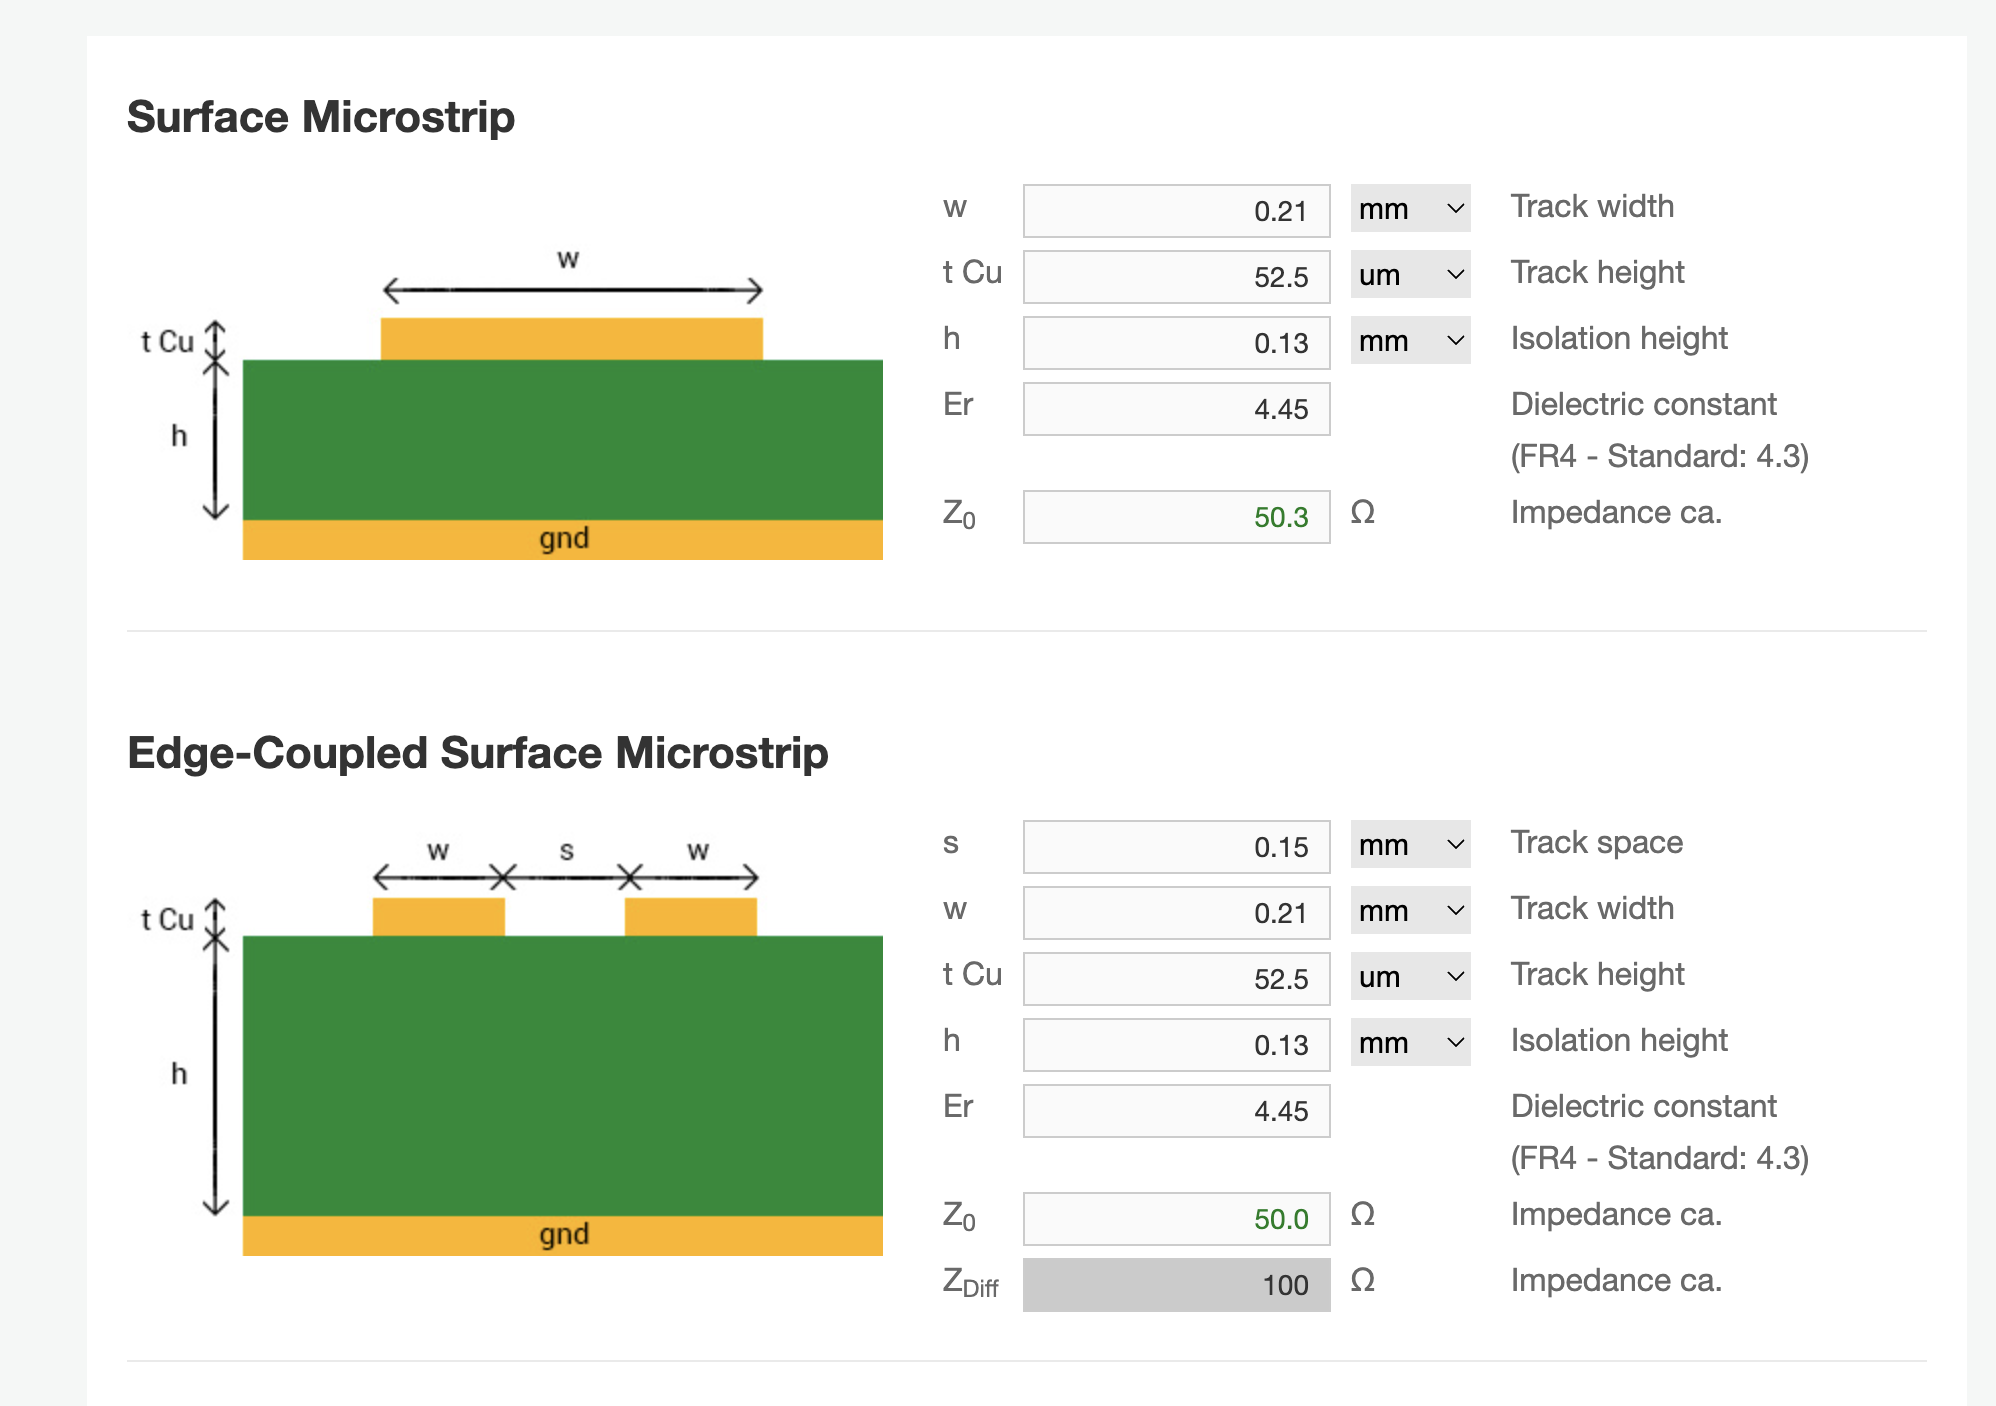 Surface Microstrip
w
t Cu
h
gnd
w 0.21 mm Track width
t Cu 52.5 um Track height
h 0.13 mm Isolation height
Er 4.45 Dielectric constant
(FR4 - Standard: 4.3)
Z0 50.3 Ω Impedance ca.
Edge-Coupled Surface Microstrip
w s w
t Cu
h
gnd
s 0.15 mm Track space
w 0.21 mm Track width
t Cu 52.5 um Track height
h 0.13 mm Isolation height
Er 4.45 Dielectric constant
(FR4 - Standard: 4.3)
Z0 50.0 Ω Impedance ca.
ZDiff 100 Ω Impedance ca.